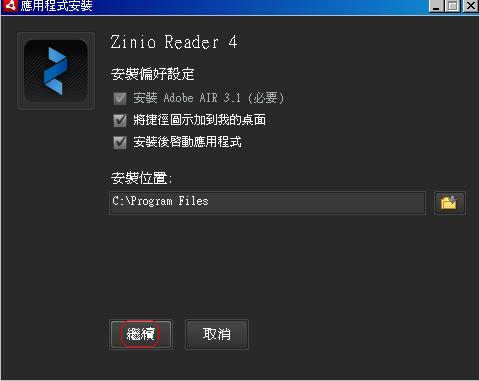 應用程式安裝
Zinio Reader 4
安裝偏好設定
安裝 Adobe AIR 3.1 (必要)
將捷徑圖示加到我的桌面
安裝後啓動應用程式
安裝位置:
C:\Program Files
繼續
取消